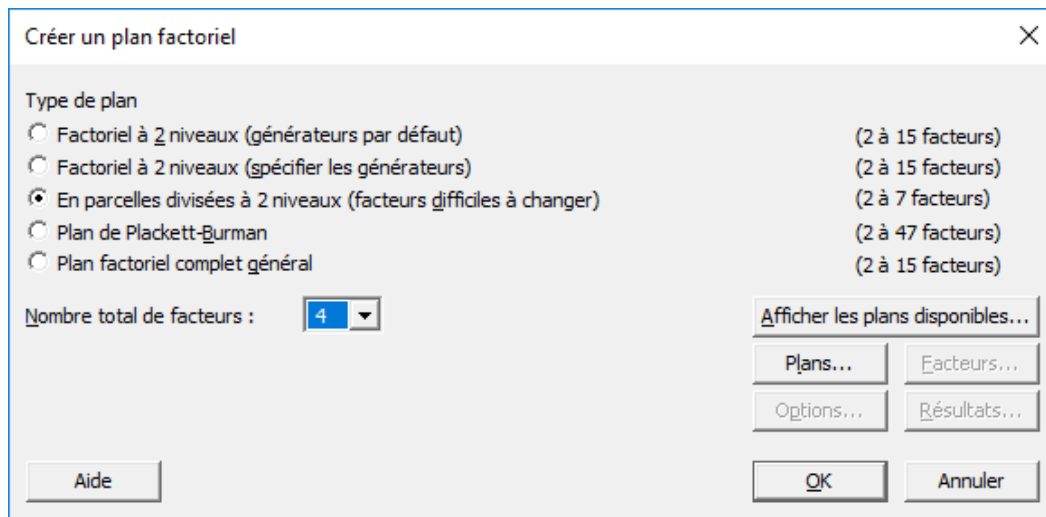 Créer un plan factoriel
Type de plan
Factoriel à 2 niveaux (générateurs par défaut) (2 à 15 facteurs)
Factoriel à 2 niveaux (spécifier les générateurs) (2 à 15 facteurs)
En parcelles divisées à 2 niveaux (facteurs difficiles à changer) (2 à 7 facteurs)
Plan de Plackett-Burman (2 à 47 facteurs)
Plan factoriel complet général (2 à 15 facteurs)
Nombre total de facteurs : 4 Afficher les plans disponibles...
Plans... Facteurs...
Options... Résultats...
Aide OK Annuler